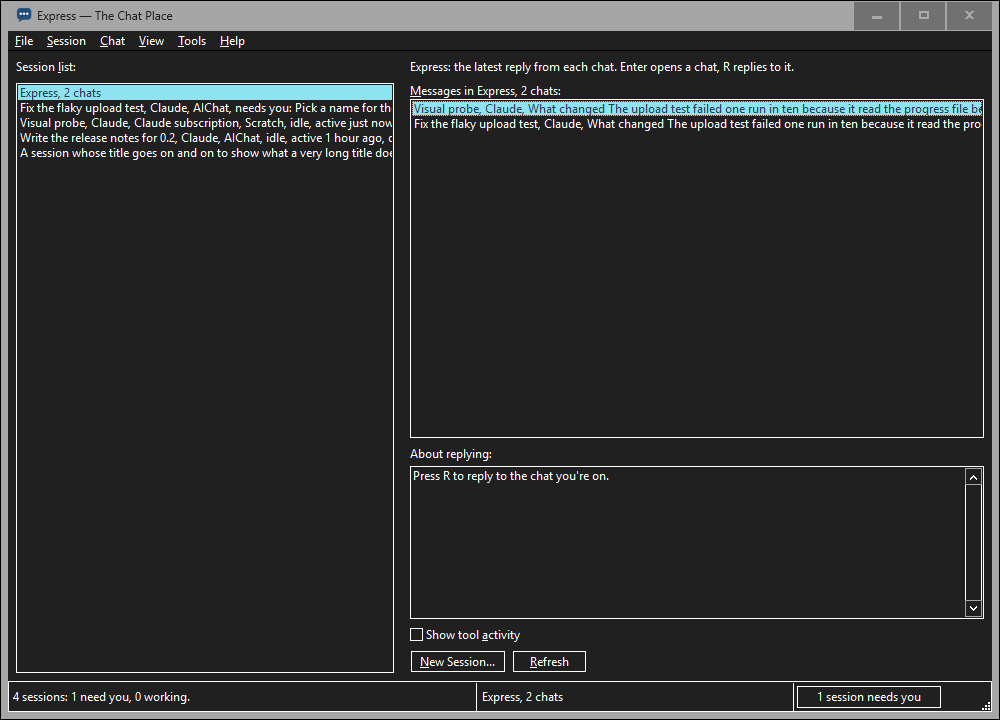 Express — The Chat Place
File Session Chat View Tools Help
Session list:
Express, 2 chats
Fix the flaky upload test, Claude, AIChat, needs you: Pick a name for th
Visual probe, Claude, Claude subscription, Scratch, idle, active just now
Write the release notes for 0.2, Claude, AIChat, idle, active 1 hour ago,
A session whose title goes on and on to show what a very long title doe
Express: the latest reply from each chat. Enter opens a chat, R replies to it.
Messages in Express, 2 chats:
Visual probe, Claude, What changed The upload test failed one run in ten because it read the progress file be
Fix the flaky upload test, Claude, What changed The upload test failed one run in ten because it read the pro
About replying:
Press R to reply to the chat you're on.
Show tool activity
New Session... Refresh
4 sessions: 1 need you, 0 working.
Express, 2 chats
1 session needs you